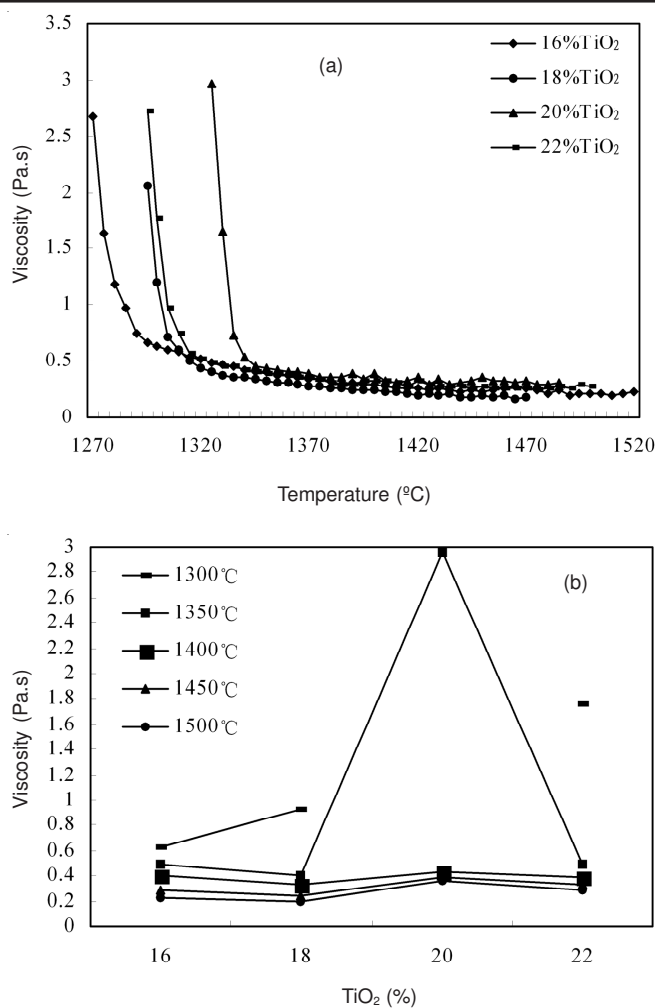 (a)
16%TiO₂
18%TiO₂
20%TiO₂
22%TiO₂
Viscosity (Pa.s)
3.5
3
2.5
2
1.5
1
0.5
0
1270 1320 1370 1420 1470 1520
Temperature (ºC)
(b)
1300℃
1350℃
1400℃
1450℃
1500℃
Viscosity (Pa.s)
3
2.8
2.6
2.4
2.2
2
1.8
1.6
1.4
1.2
1
0.8
0.6
0.4
0.2
0
16 18 20 22
TiO₂ (%)